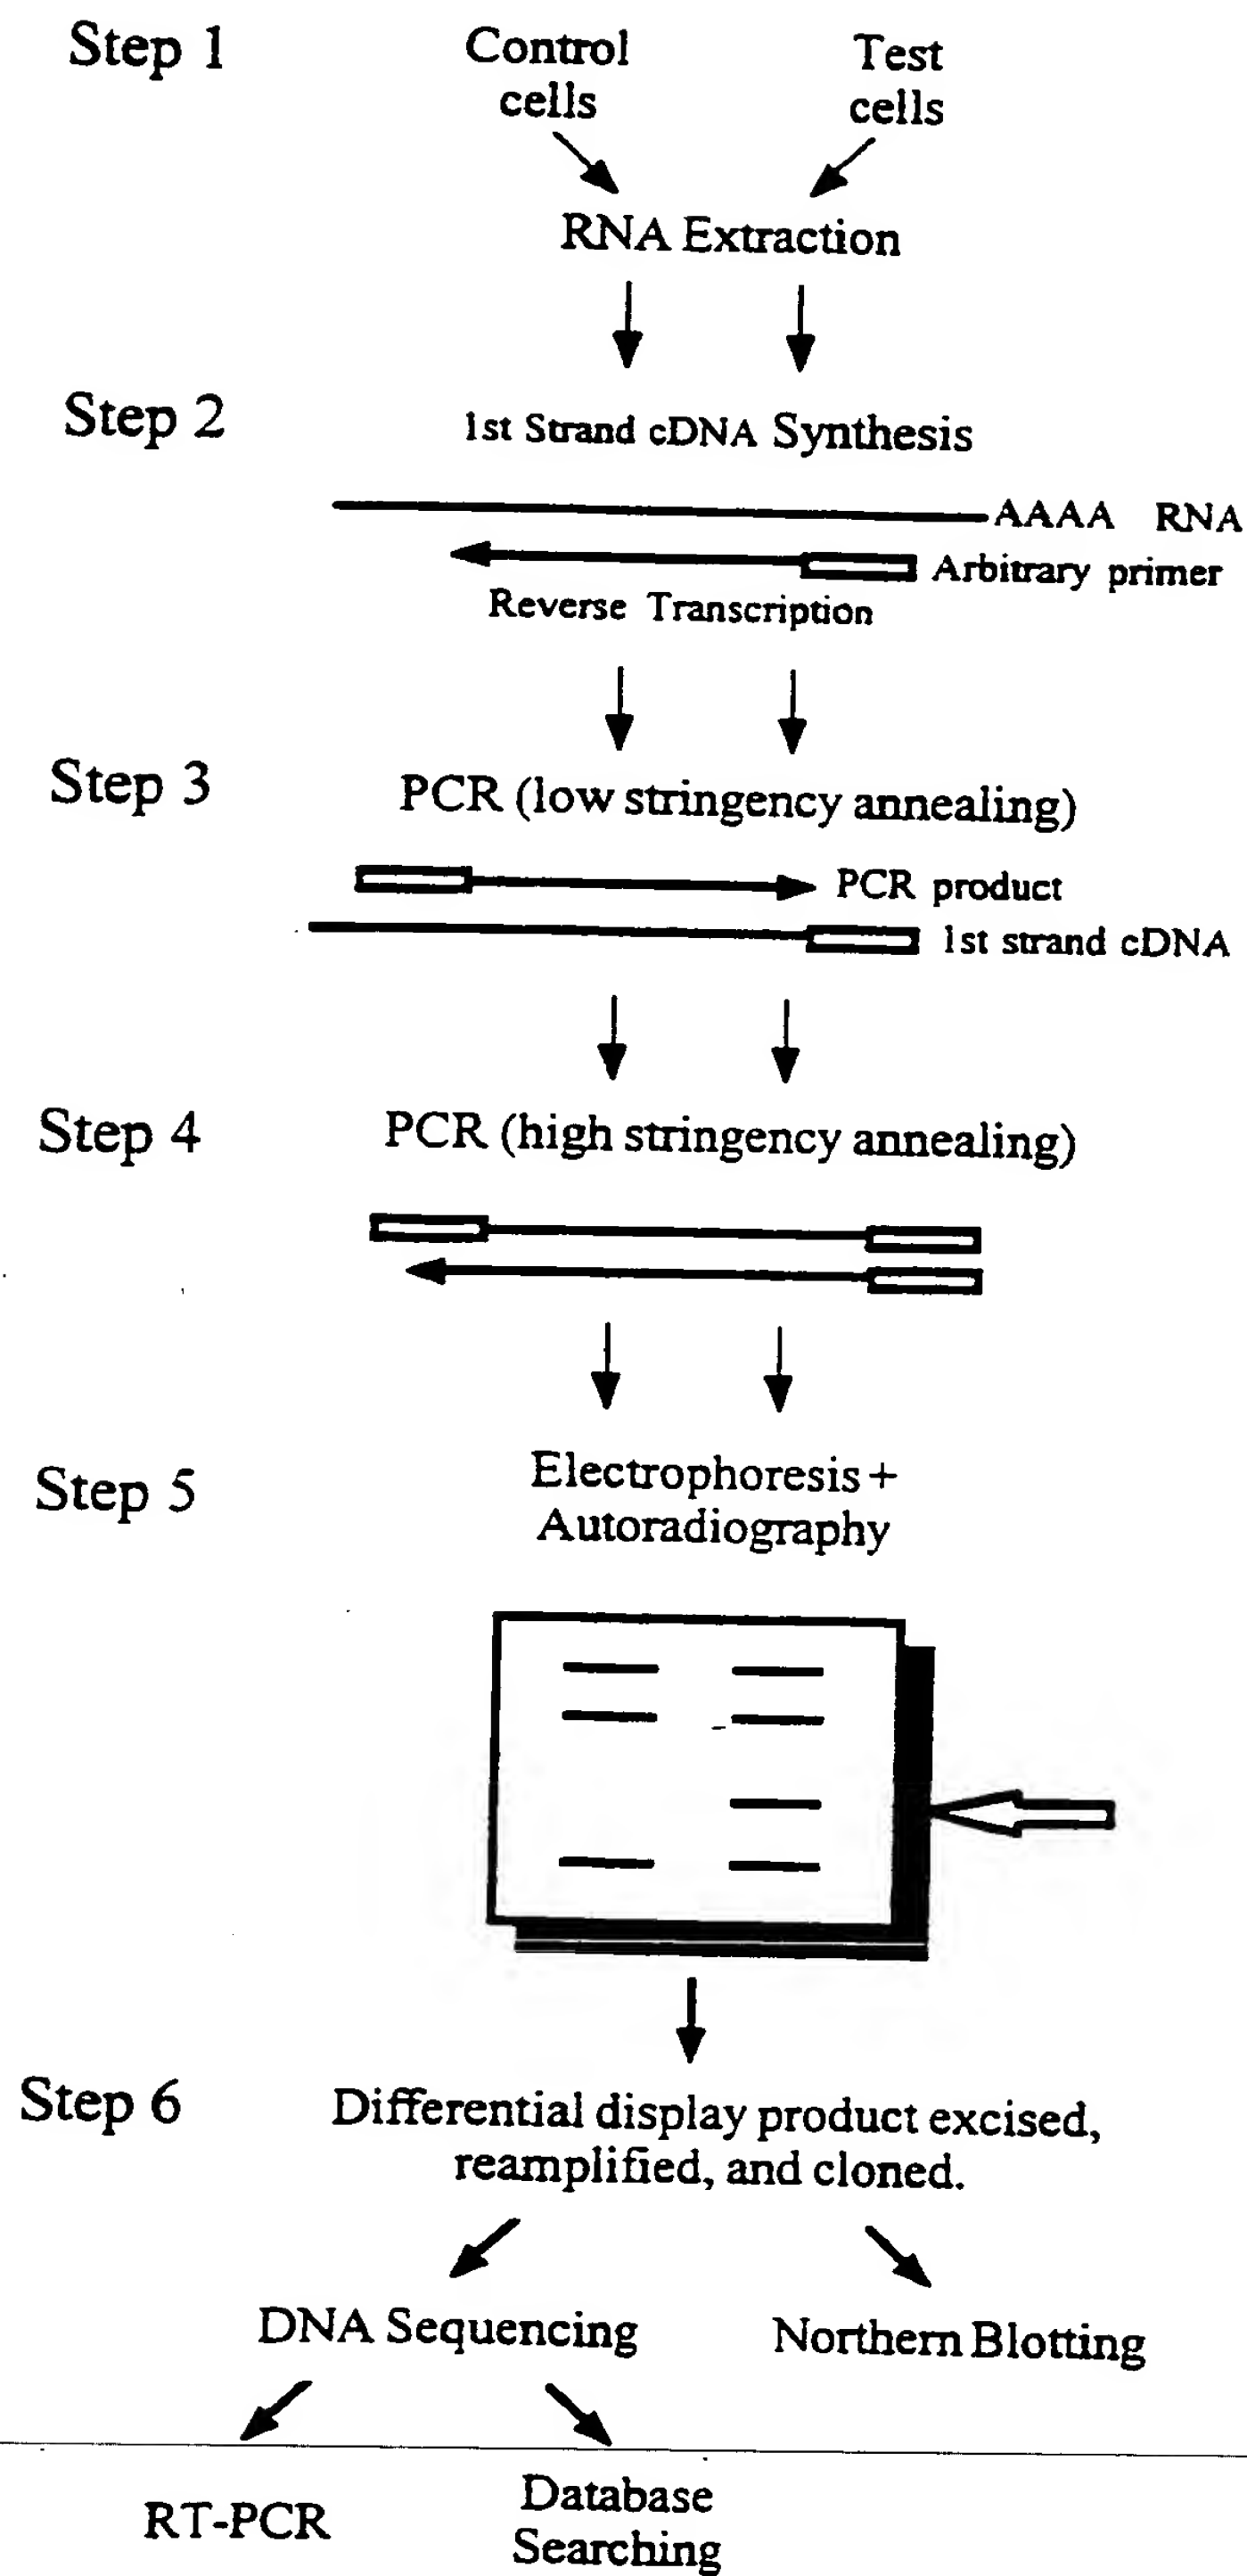 Step 1
Control
cells
Test
cells
RNA Extraction
Step 2
1st Strand cDNA Synthesis
AAAA RNA
Arbitrary primer
Reverse Transcription
Step 3
PCR (low stringency annealing)
PCR product
1st strand cDNA
Step 4
PCR (high stringency annealing)
Step 5
Electrophoresis +
Autoradiography
Step 6
Differential display product excised,
reamplified, and cloned.
DNA Sequencing
Northern Blotting
RT-PCR
Database
Searching